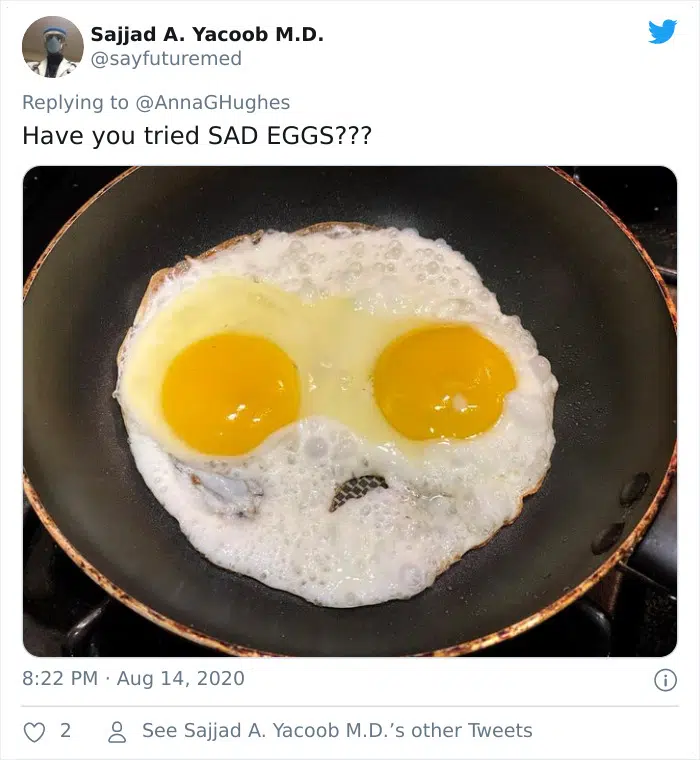 Sajjad A. Yacoob M.D.
@sayfuturemed
Replying to @AnnaGHughes
Have you tried SAD EGGS???
8:22 PM · Aug 14, 2020
2
See Sajjad A. Yacoob M.D.’s other Tweets